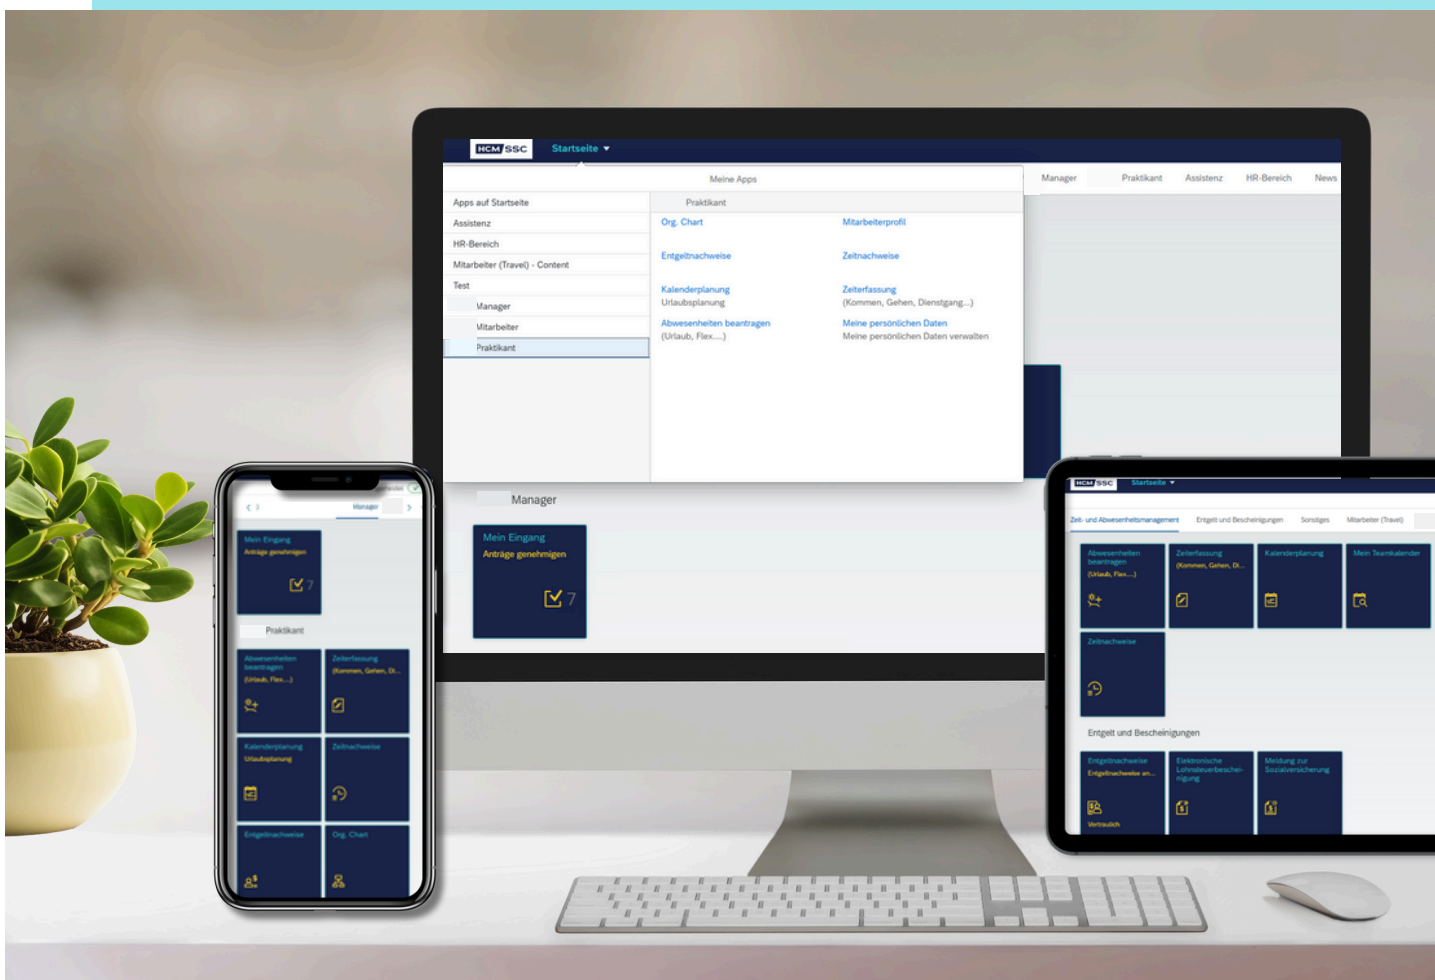 HCM SSC
Startseite
Meine Apps
Manager
Praktikant
Assistenz
HR-Bereich
News
Apps auf Startseite
Assistenz
HR-Bereich
Mitarbeiter (Travel) - Content
Test
Manager
Mitarbeiter
Praktikant
Praktikant
Org. Chart
Mitarbeiterprofil
Entgeltnachweise
Zeitnachweise
Kalenderplanung
Urlaubsplanung
Zeiterfassung
(Kommen, Gehen, Dienstgang...)
Abwesenheiten beantragen
(Urlaub, Flex....)
Meine persönlichen Daten
Meine persönlichen Daten verwalten
Manager
Mein Eingang
Anträge genehmigen
7
3
Manager
Mein Eingang
Anträge genehmigen
7
Praktikant
Abwesenheiten
beantragen
(Urlaub, Flex....)
Zeiterfassung
(Kommen, Gehen, Di...
Kalenderplanung
Urlaubsplanung
Zeitnachweise
Entgeltnachweise
Org. Chart
HCM SSC
Startseite
Zeit- und Abwesenheitsmanagement
Entgelt und Bescheinigungen
Sonstiges
Mitarbeiter (Travel)
Abwesenheiten
beantragen
(Urlaub, Flex....)
Zeiterfassung
(Kommen, Gehen, Di...
Kalenderplanung
Mein Teamkalender
Zeitnachweise
Entgelt und Bescheinigungen
Entgeltnachweise
Entgeltnachweise an...
Vertraulich
Elektronische
Lohnsteuerbeschei-
nigung
Meldung zur
Sozialversicherung